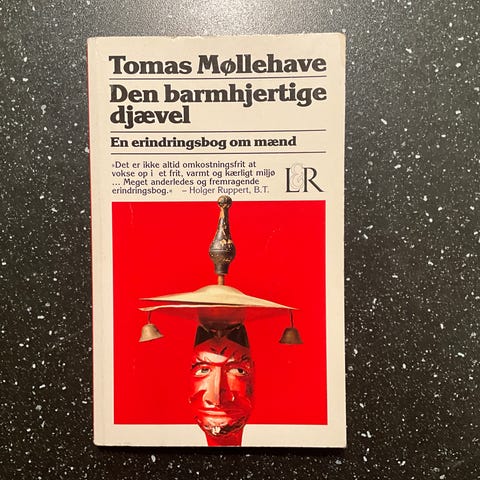 Tomas Møllehave
Den barmhjertige
djævel
En erindringsbog om mænd
»Det er ikke altid omkostningsfrit at
vokse op i et frit, varmt og kærligt miljø
... Meget anderledes og fremragende
erindringsbog.« – Holger Ruppert, B.T.
L&R